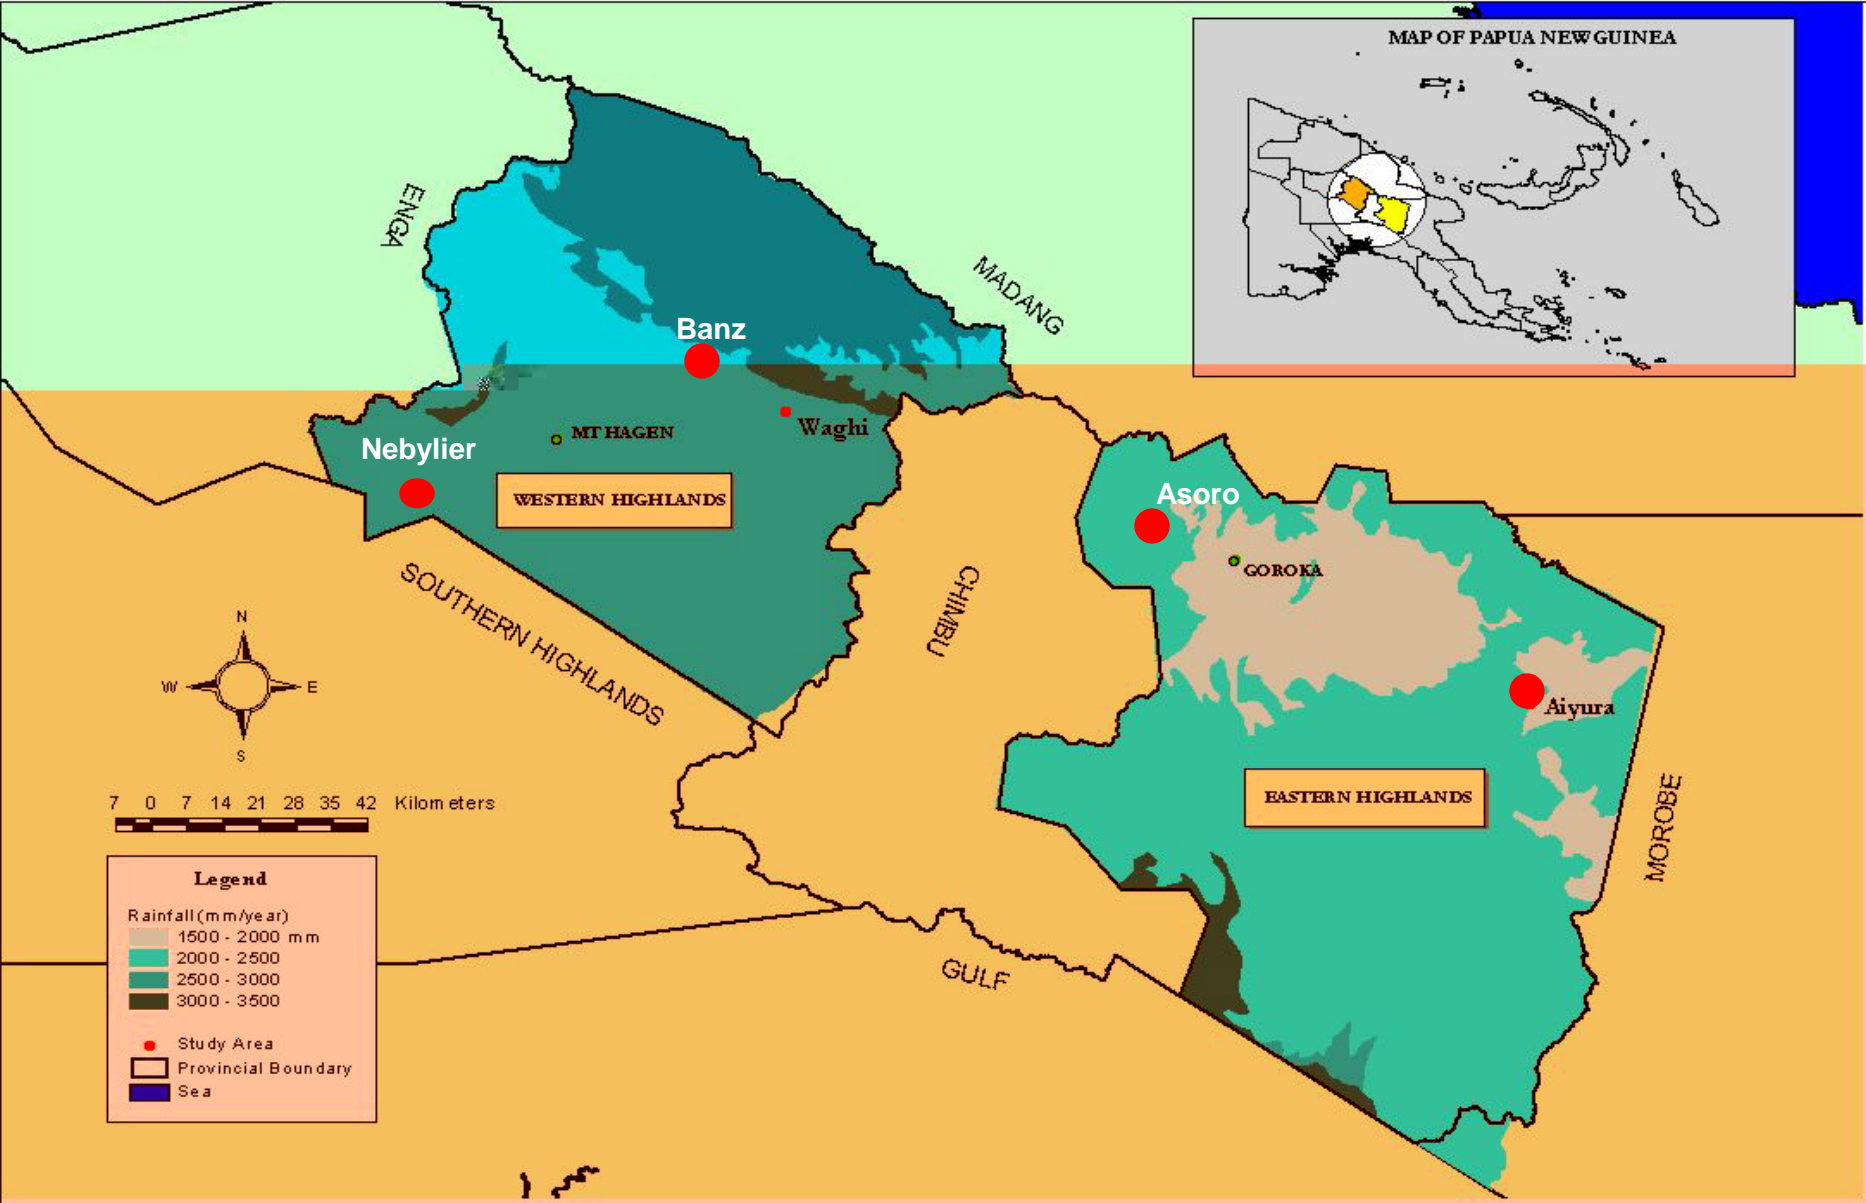 MAP OF PAPUA NEW GUINEA
ENGA
MADANG
Banz
Waghi
MT HAGEN
Nebylier
WESTERN HIGHLANDS
Asoro
GOROKA
SOUTHERN HIGHLANDS
CHIMBU
N
W
E
S
Aiyura
EASTERN HIGHLANDS
MOROBE
7 0 7 14 21 28 35 42 Kilometers
Legend
Rainfall (mm/year)
1500 - 2000 mm
2000 - 2500
2500 - 3000
3000 - 3500
Study Area
Provincial Boundary
Sea
GULF